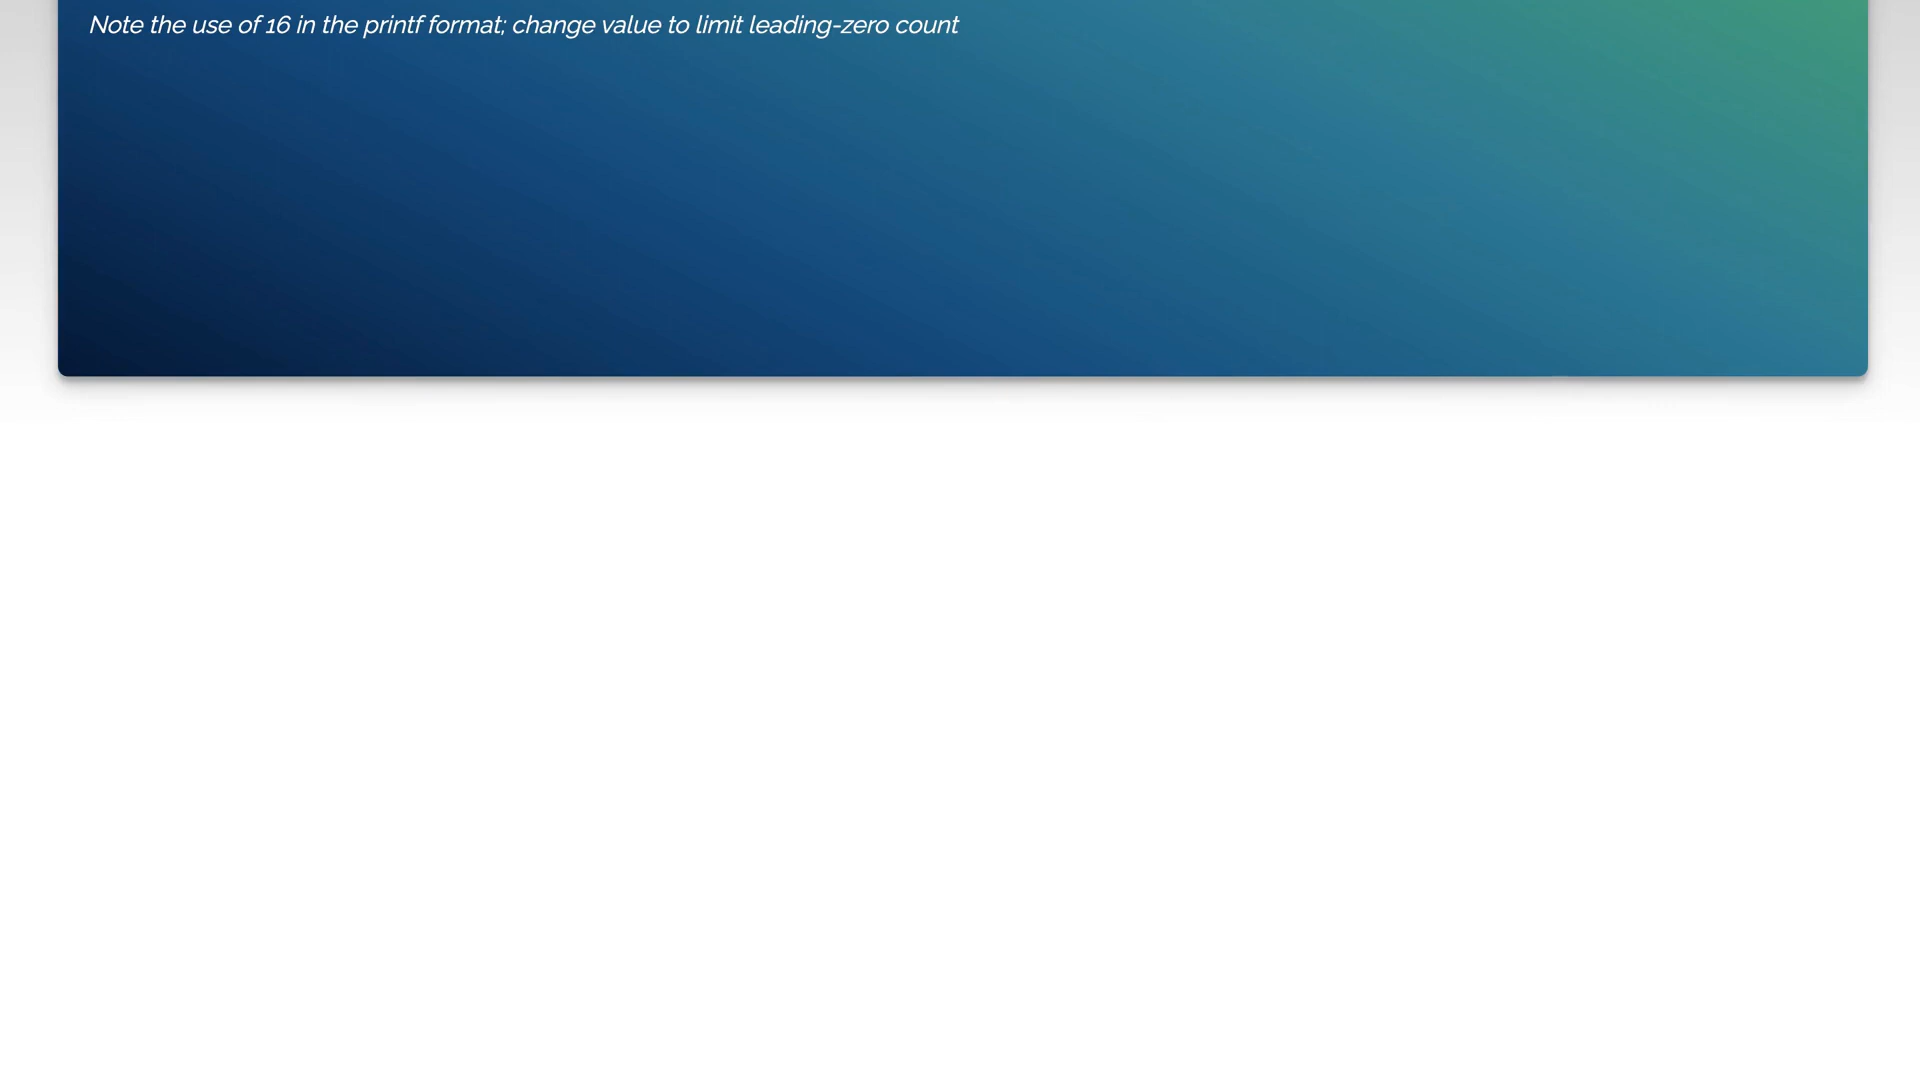 Note the use of 16 in the printf format; change value to limit leading-zero count